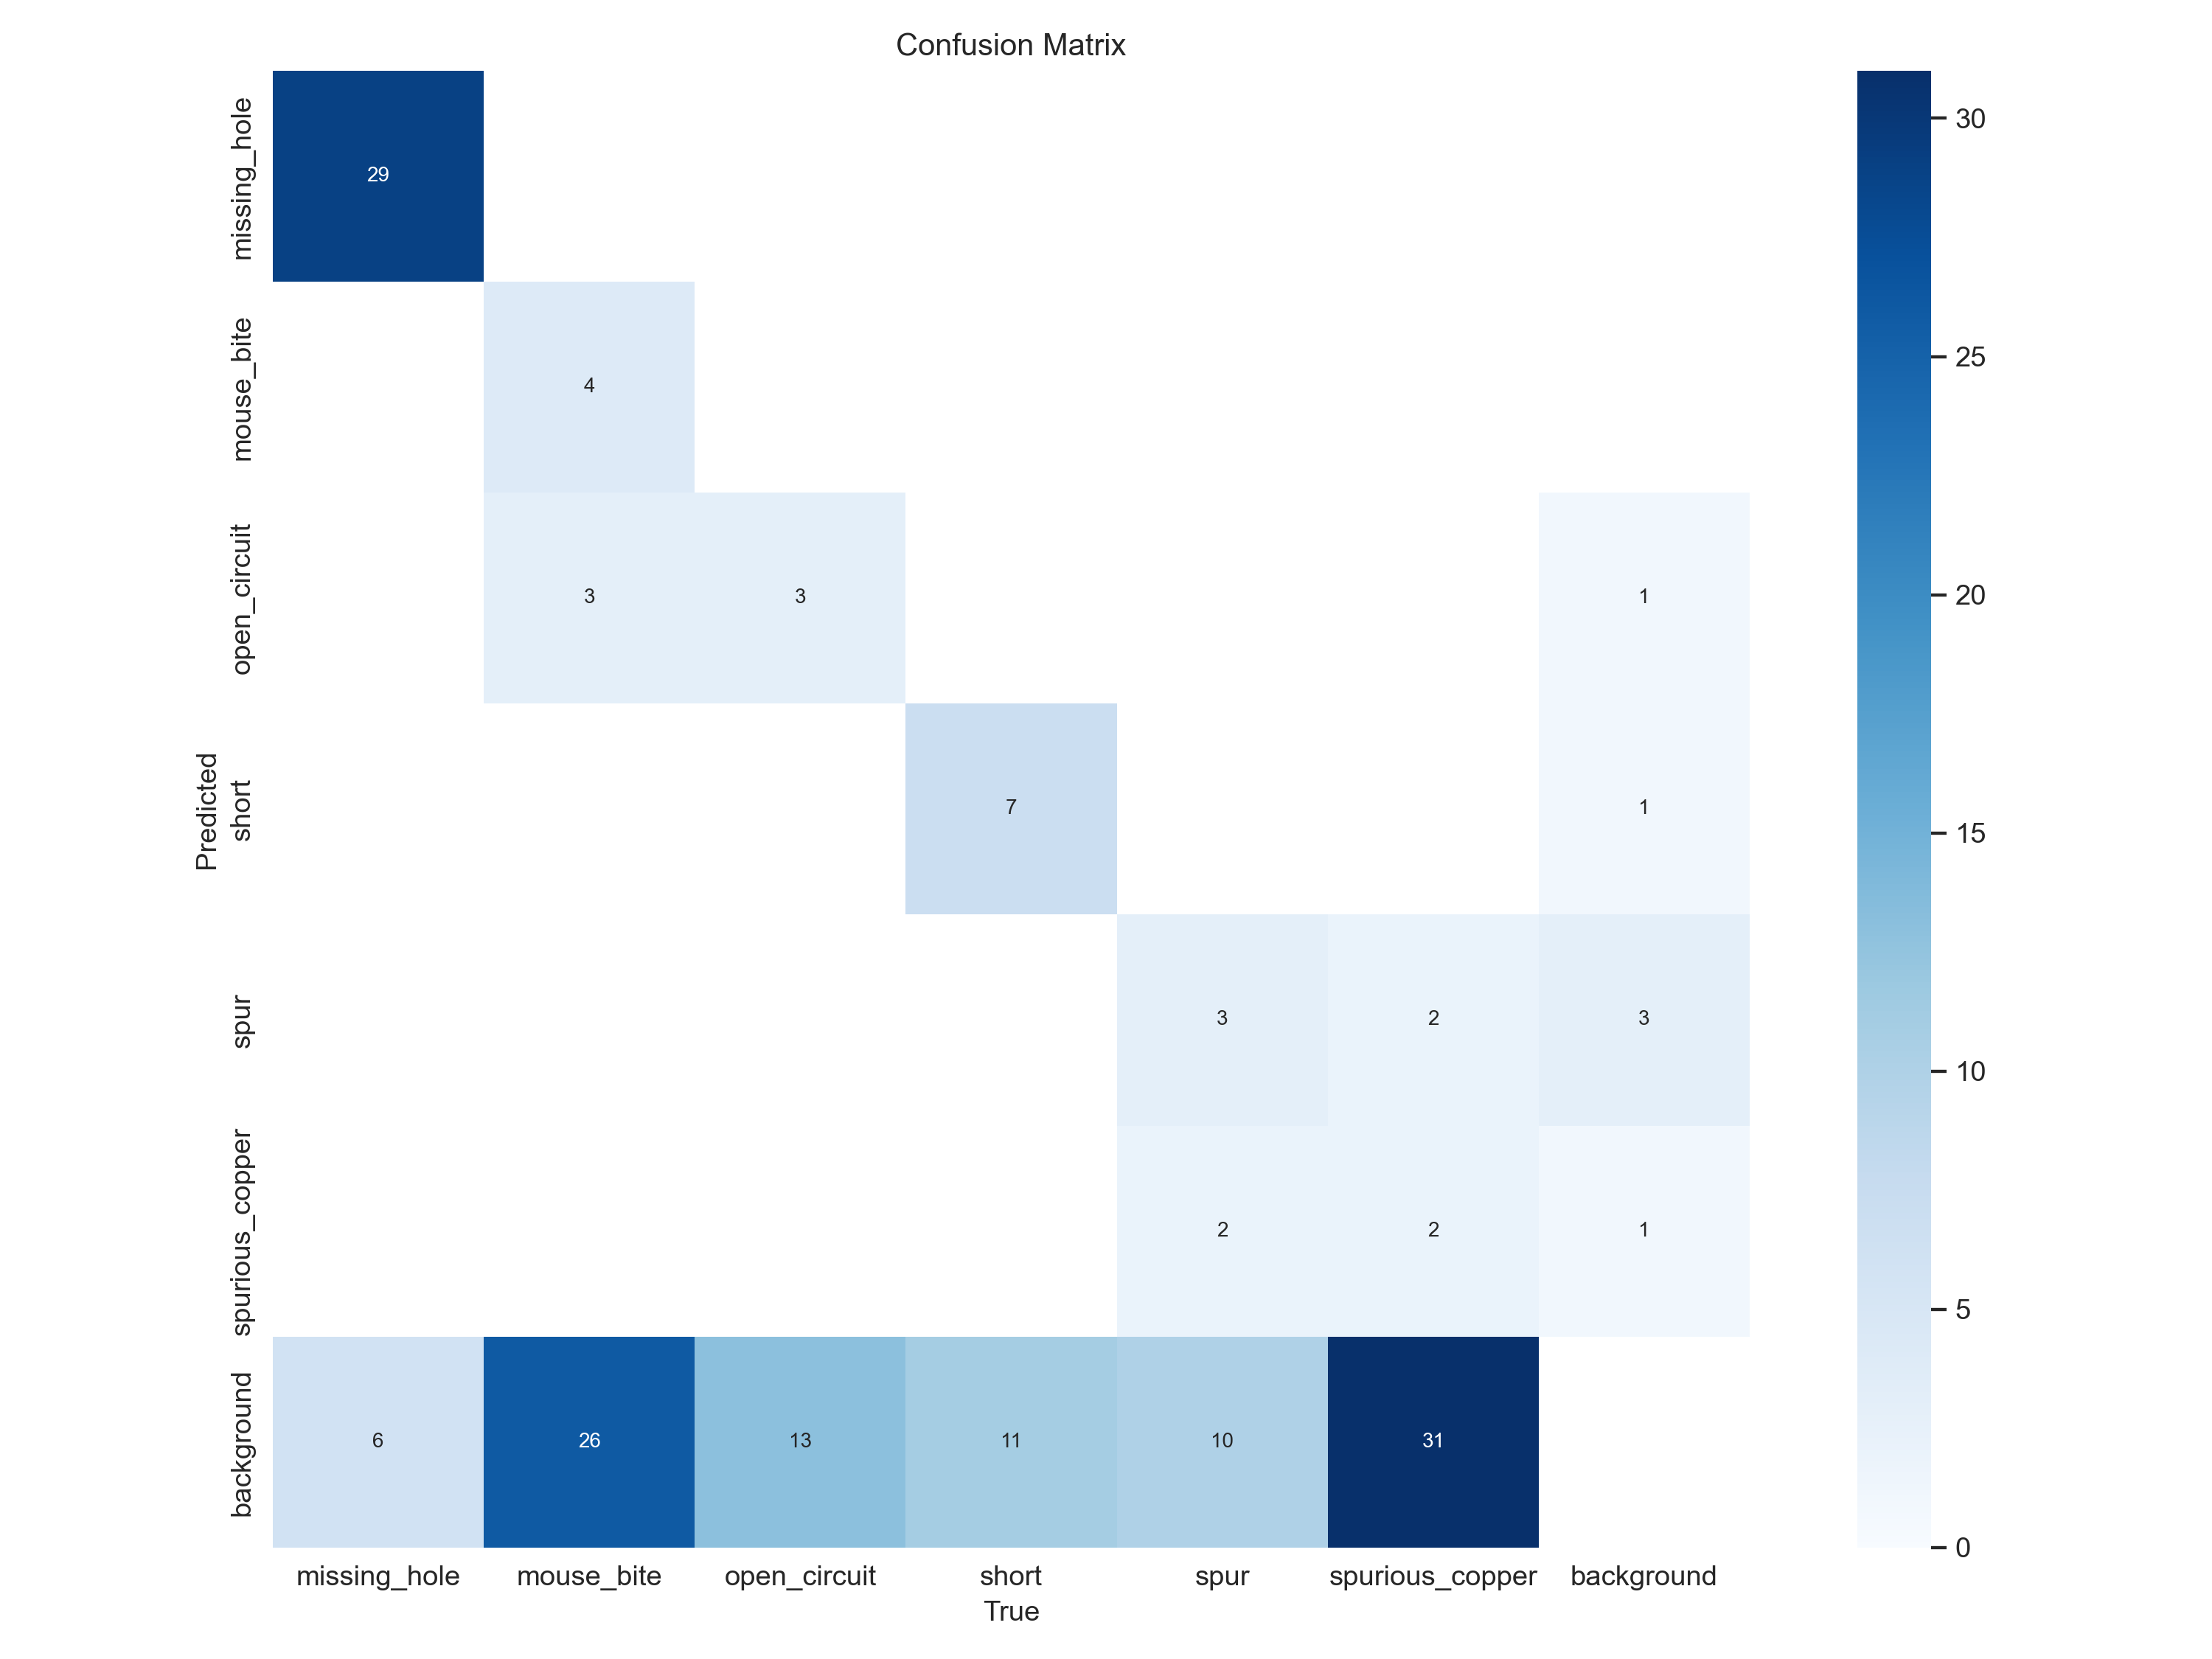 Confusion Matrix
Predicted
missing_hole
29
mouse_bite
4
open_circuit
3 3 1
short
7 1
spur
3 2 3
spurious_copper
2 2 1
background
6 26 13 11 10 31
missing_hole mouse_bite open_circuit short spur spurious_copper background
True
30
25
20
15
10
5
0